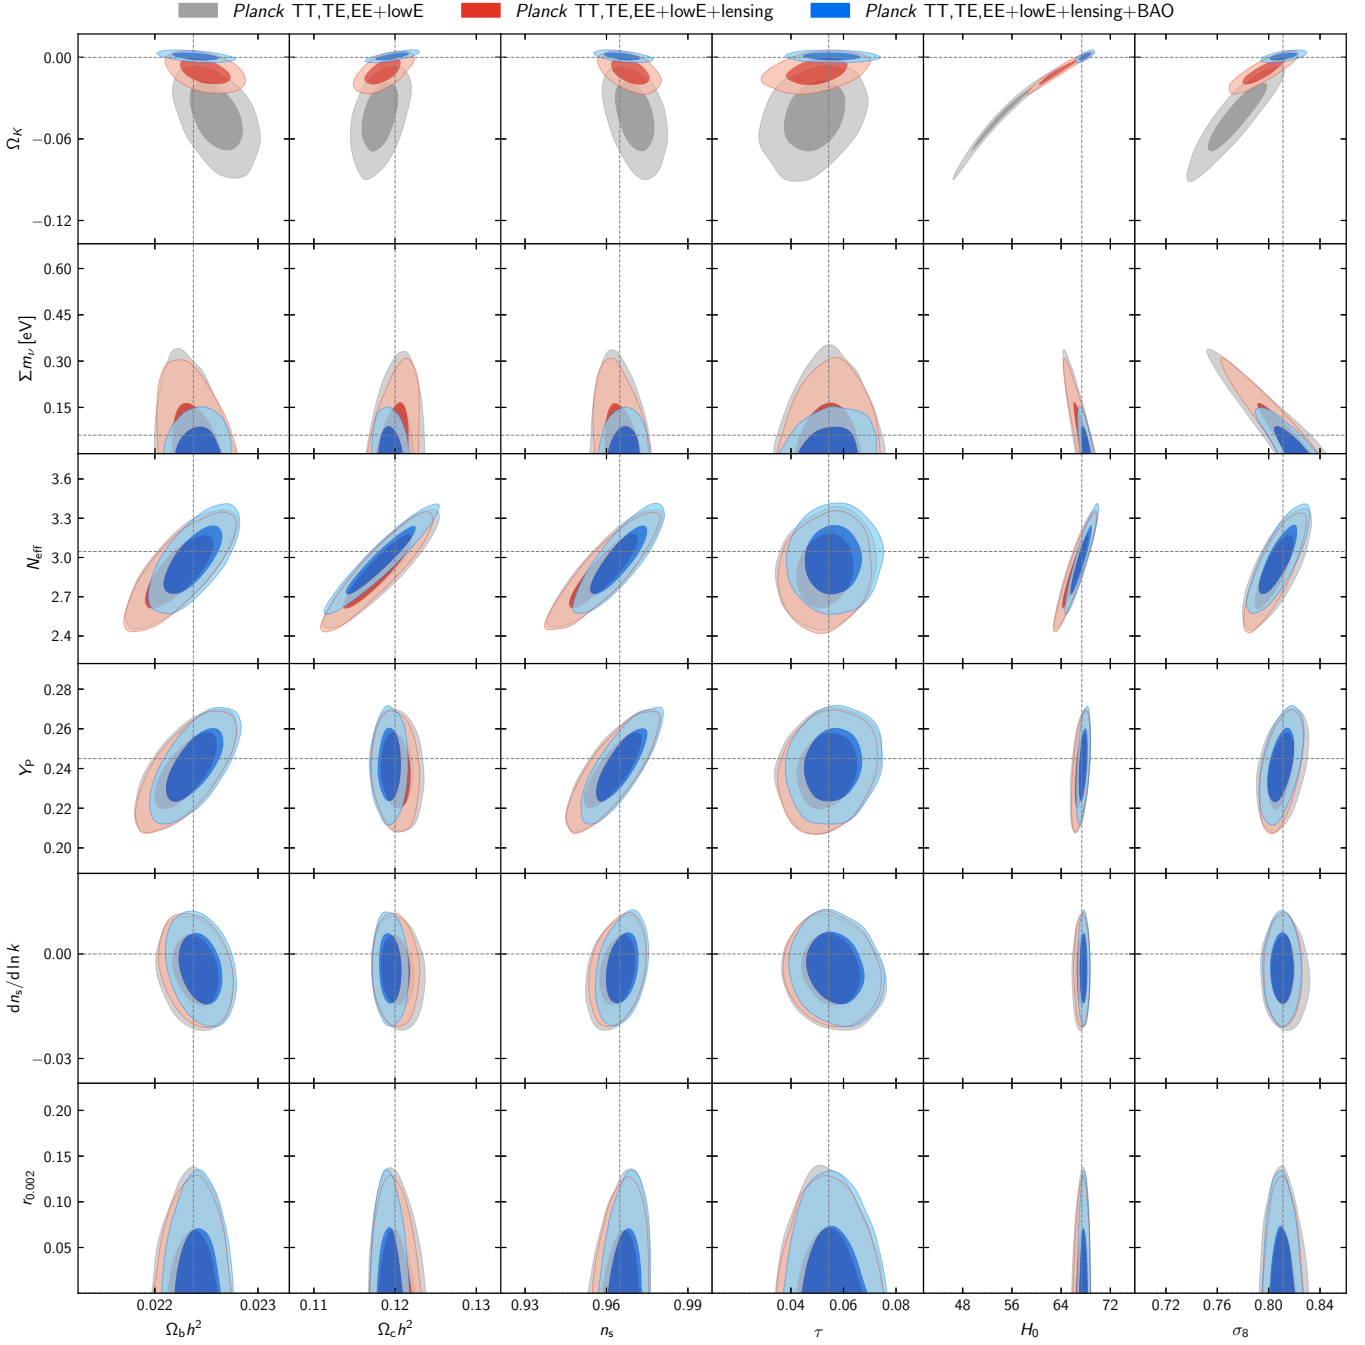 Planck TT,TE,EE+lowE Planck TT,TE,EE+lowE+lensing Planck TT,TE,EE+lowE+lensing+BAO
Ω_K
0.00
−0.06
−0.12
Σm_ν [eV]
0.60
0.45
0.30
0.15
N_eff
3.6
3.3
3.0
2.7
2.4
Y_P
0.28
0.26
0.24
0.22
0.20
dn_s/d ln k
0.00
−0.03
r_0.002
0.20
0.15
0.10
0.05
0.022 0.023 0.11 0.12 0.13 0.93 0.96 0.99 0.04 0.06 0.08 48 56 64 72 0.72 0.76 0.80 0.84
Ω_b h² Ω_c h² n_s τ H_0 σ_8